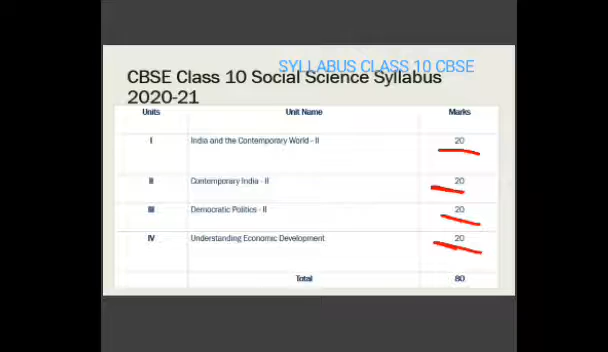 SYLLABUS CLASS 10 CBSE
CBSE Class 10 Social Science Syllabus
2020-21
Units Unit Name Marks
I India and the Contemporary World - II 20
II Contemporary India - II 20
III Democratic Politics - II 20
IV Understanding Economic Development 20
Total 80